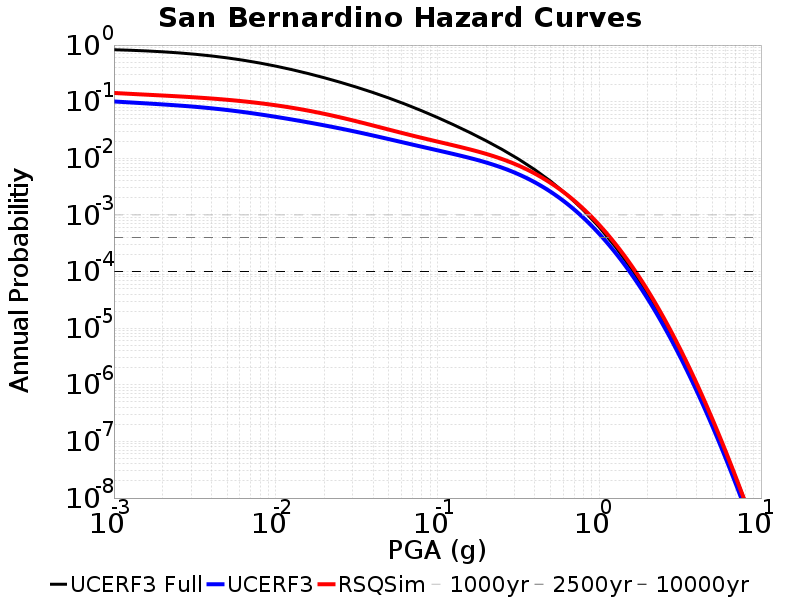 San Bernardino Hazard Curves
Annual Probabilitiy
10^0
10^-1
10^-2
10^-3
10^-4
10^-5
10^-6
10^-7
10^-8
10^-3 10^-2 10^-1 10^0 10^1
PGA (g)
UCERF3 Full UCERF3 RSQSim 1000yr 2500yr 10000yr